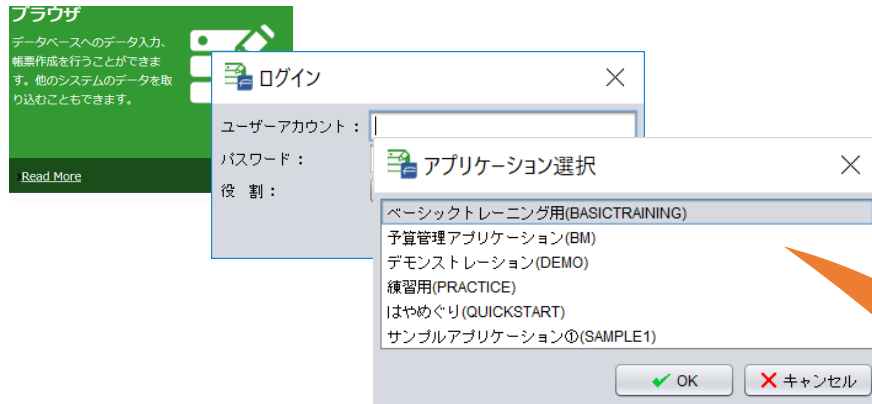 ブラウザ
データベースへのデータ入力、
帳票作成を行うことができま
す。他のシステムのデータを取
り込むこともできます。
Read More
ログイン
ユーザーアカウント：
パスワード：
役 割：
アプリケーション選択
ベーシックトレーニング用(BASICTRAINING)
予算管理アプリケーション(BM)
デモンストレーション(DEMO)
練習用(PRACTICE)
はやめぐり(QUICKSTART)
サンプルアプリケーション①(SAMPLE1)
OK
キャンセル